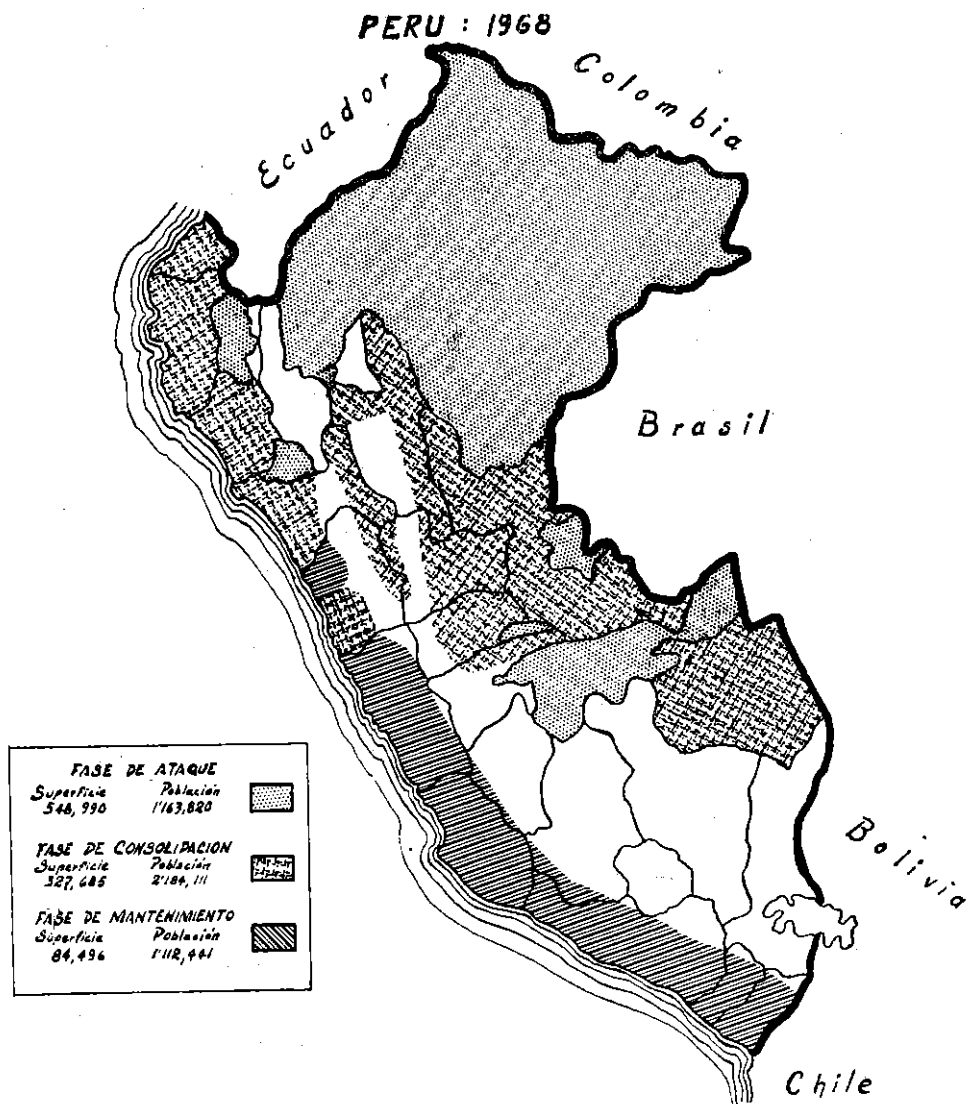 PERU : 1968
Ecuador
Colombia
Brasil
Bolivia
Chile
FASE DE ATAQUE
Superficie Población
548,990 1'163,820
FASE DE CONSOLIDACION
Superficie Población
327,685 2'184,111
FASE DE MANTENIMIENTO
Superficie Población
84,496 1'112,441